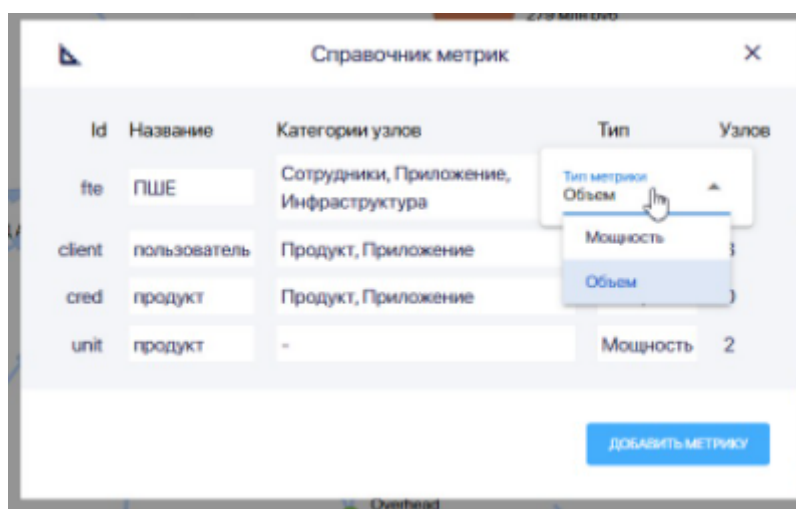 279 млн руб
Справочник метрик
Id Название Категории узлов Тип Узлов
fte ПШЕ Сотрудники, Приложение,
Инфраструктура
Тип метрики
Объем
Мощность
Объем
client пользователь Продукт, Приложение
cred продукт Продукт, Приложение
unit продукт - Мощность 2
ДОБАВИТЬ МЕТРИКУ
Overhead